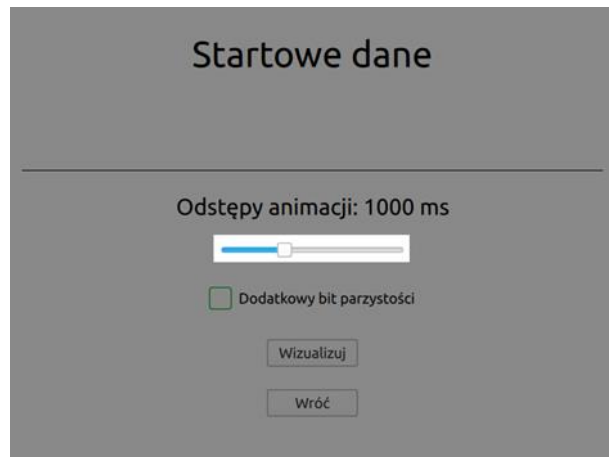 Startowe dane
Odstępy animacji: 1000 ms
Dodatkowy bit parzystości
Wizualizuj
Wróć